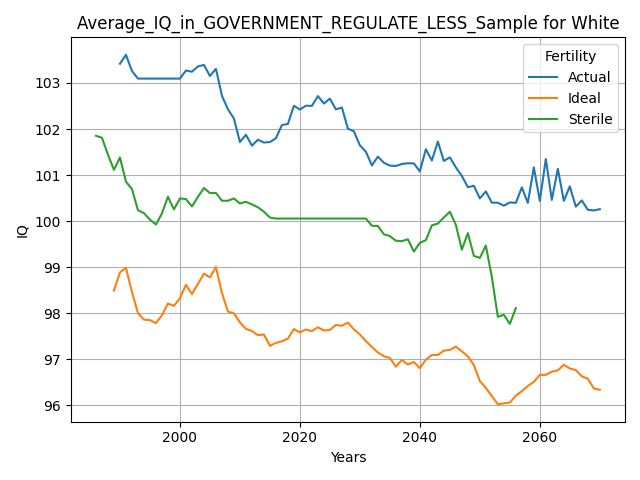 Average_IQ_in_GOVERNMENT_REGULATE_LESS_Sample for White
Fertility
Actual
Ideal
Sterile
103
102
101
100
99
98
97
96
IQ
2000
2020
2040
2060
Years